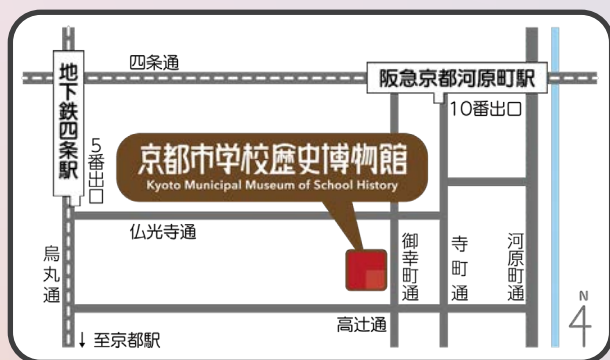 四条通
地下鉄四条駅
5番出口
阪急京都河原町駅
10番出口
京都市学校歴史博物館
Kyoto Municipal Museum of School History
仏光寺通
烏丸通
御幸町通
寺町通
河原町通
高辻通
↓至京都駅
N